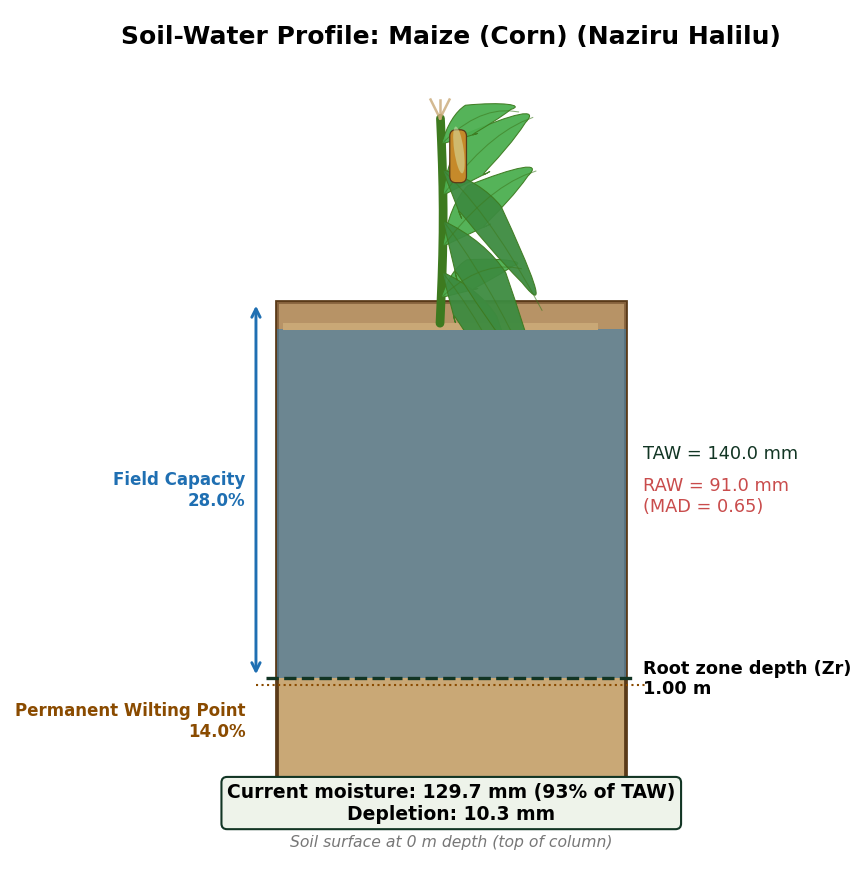 Soil-Water Profile: Maize (Corn) (Naziru Halilu)
TAW = 140.0 mm
Field Capacity
28.0%
RAW = 91.0 mm
(MAD = 0.65)
Root zone depth (Zr)
1.00 m
Permanent Wilting Point
14.0%
Current moisture: 129.7 mm (93% of TAW)
Depletion: 10.3 mm
Soil surface at 0 m depth (top of column)